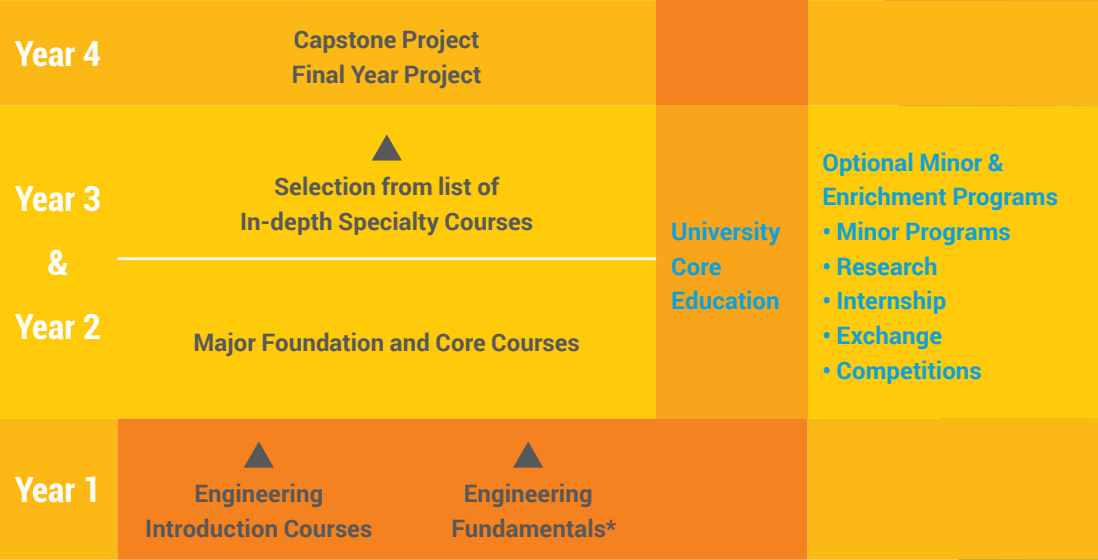 Year 4
Capstone Project
Final Year Project
Year 3
&
Year 2
Selection from list of
In-depth Specialty Courses
Major Foundation and Core Courses
University
Core
Education
Optional Minor &
Enrichment Programs
• Minor Programs
• Research
• Internship
• Exchange
• Competitions
Year 1
Engineering
Introduction Courses
Engineering
Fundamentals*